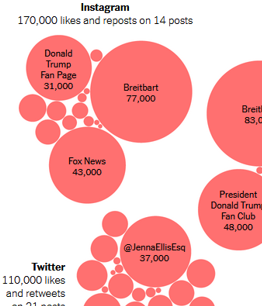 Instagram
170,000 likes and reposts on 14 posts
Donald
Trump
Fan Page
31,000
Breitbart
77,000
Fox News
43,000
President
Donald Trump
Fan Club
48,000
@JennaEllisEsq
37,000
Twitter
110,000 likes
and retweets